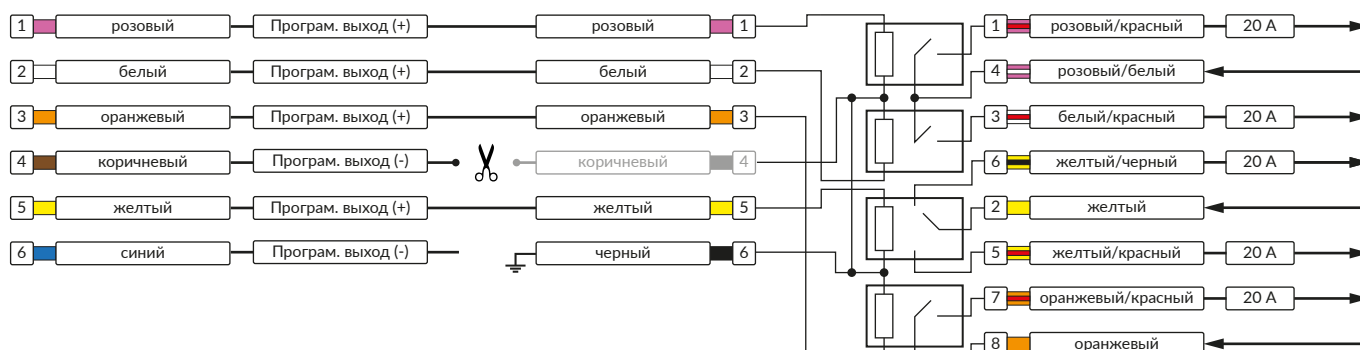 1 розовый Програм. выход (+) розовый 1 1 розовый/красный 20 A
2 белый Програм. выход (+) белый 2 4 розовый/белый
3 оранжевый Програм. выход (+) оранжевый 3 3 белый/красный 20 A
4 коричневый Програм. выход (-) коричневый 4 6 желтый/черный 20 A
5 желтый Програм. выход (+) желтый 5 2 желтый
6 синий Програм. выход (-) черный 6 5 желтый/красный 20 A
7 оранжевый/красный 20 A
8 оранжевый